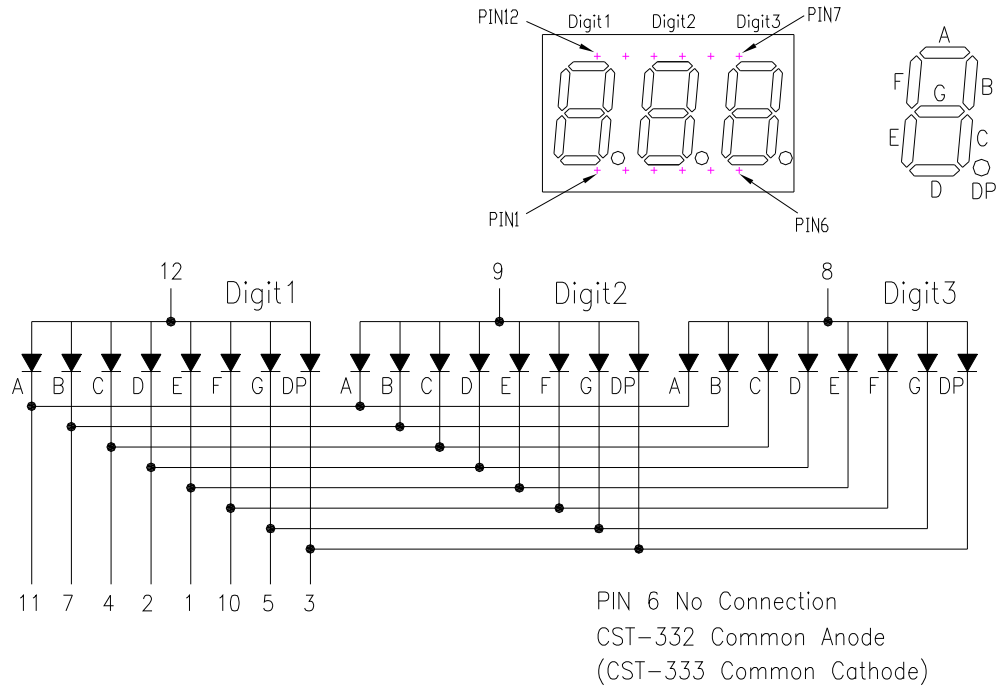 PIN12 Digit1 Digit2 Digit3 PIN7
A
F B
G
E C
D DP
PIN1 PIN6
12 Digit1 9 Digit2 8 Digit3
A B C D E F G DP A B C D E F G DP A B C D E F G DP
11 7 4 2 1 10 5 3
PIN 6 No Connection
CST-332 Common Anode
(CST-333 Common Cathode)